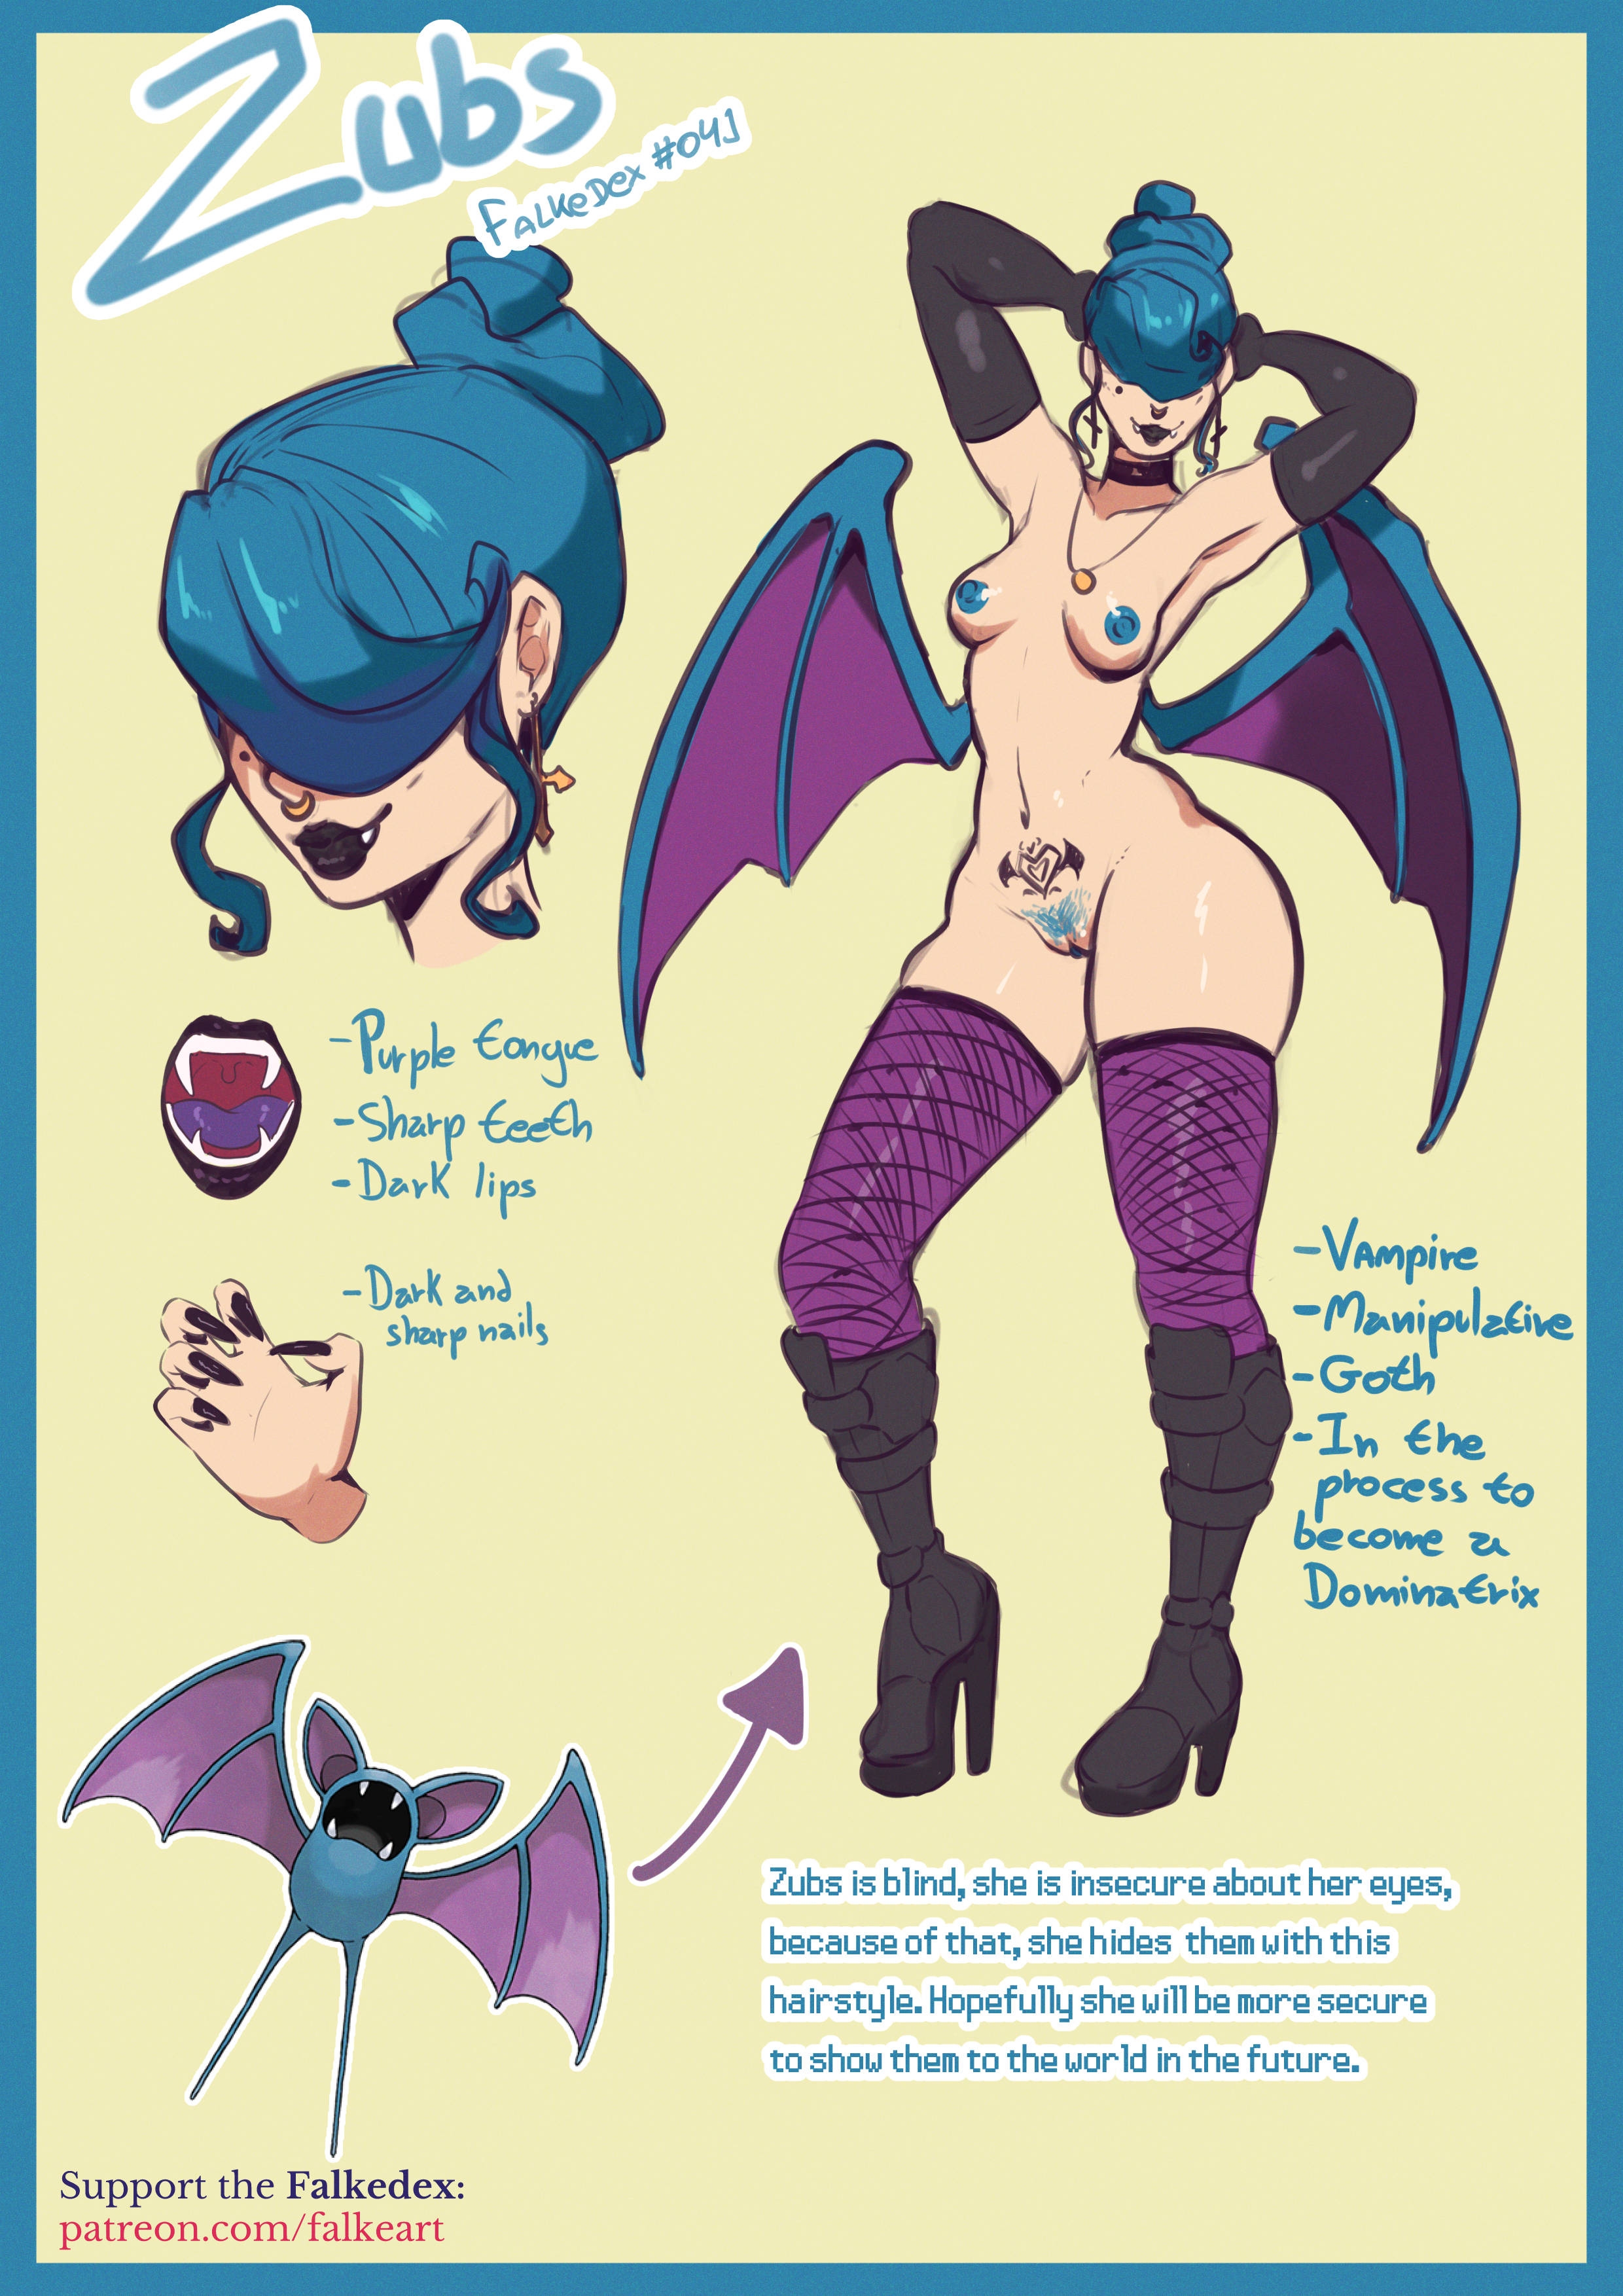 Zubs
FALKeDex #041
-Purple tongue
-Sharp teeth
-Dark lips
-Dark and
sharp nails
-VAmpire
-Manipulative
-Goth
-In the
process to
become a
Dominatrix
Zubs is blind, she is insecure about her eyes,
because of that, she hides them with this
hairstyle. Hopefully she will be more secure
to show them to the world in the future.
Support the Falkedex:
patreon.com/falkeart